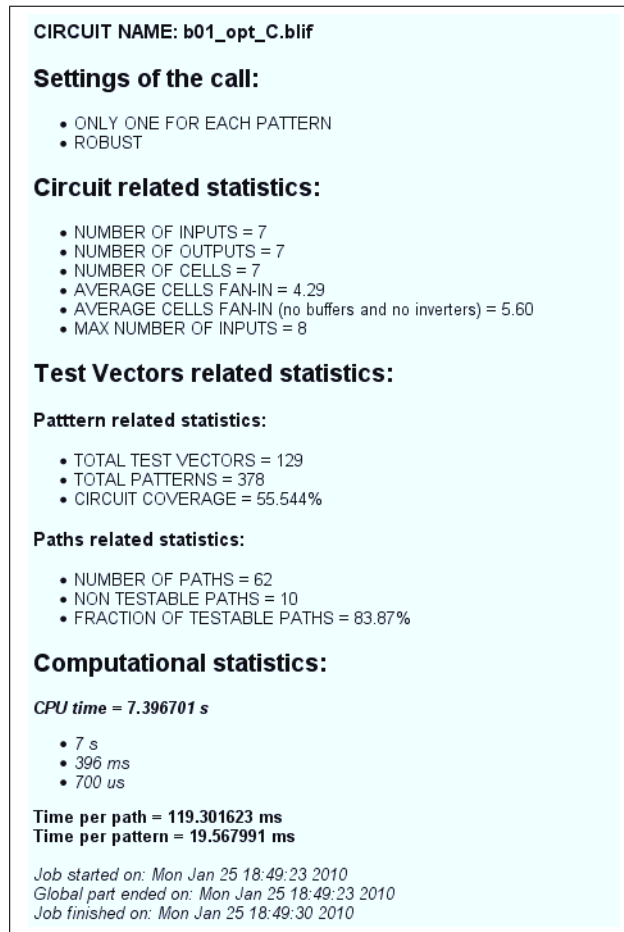 CIRCUIT NAME: b01_opt_C.blif
Settings of the call:
• ONLY ONE FOR EACH PATTERN
• ROBUST
Circuit related statistics:
• NUMBER OF INPUTS = 7
• NUMBER OF OUTPUTS = 7
• NUMBER OF CELLS = 7
• AVERAGE CELLS FAN-IN = 4.29
• AVERAGE CELLS FAN-IN (no buffers and no inverters) = 5.60
• MAX NUMBER OF INPUTS = 8
Test Vectors related statistics:
Patttern related statistics:
• TOTAL TEST VECTORS = 129
• TOTAL PATTERNS = 378
• CIRCUIT COVERAGE = 55.544%
Paths related statistics:
• NUMBER OF PATHS = 62
• NON TESTABLE PATHS = 10
• FRACTION OF TESTABLE PATHS = 83.87%
Computational statistics:
CPU time = 7.396701 s
• 7 s
• 396 ms
• 700 us
Time per path = 119.301623 ms
Time per pattern = 19.567991 ms
Job started on: Mon Jan 25 18:49:23 2010
Global part ended on: Mon Jan 25 18:49:23 2010
Job finished on: Mon Jan 25 18:49:30 2010